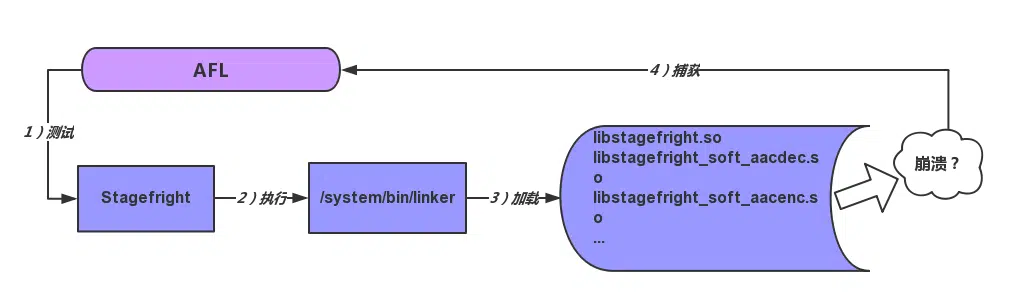 AFL
4）捕获
1）测试
Stagefright
2）执行
/system/bin/linker
3）加载
libstagefright.so
libstagefright_soft_aacdec.s
o
libstagefright_soft_aacenc.s
o
...
崩溃？